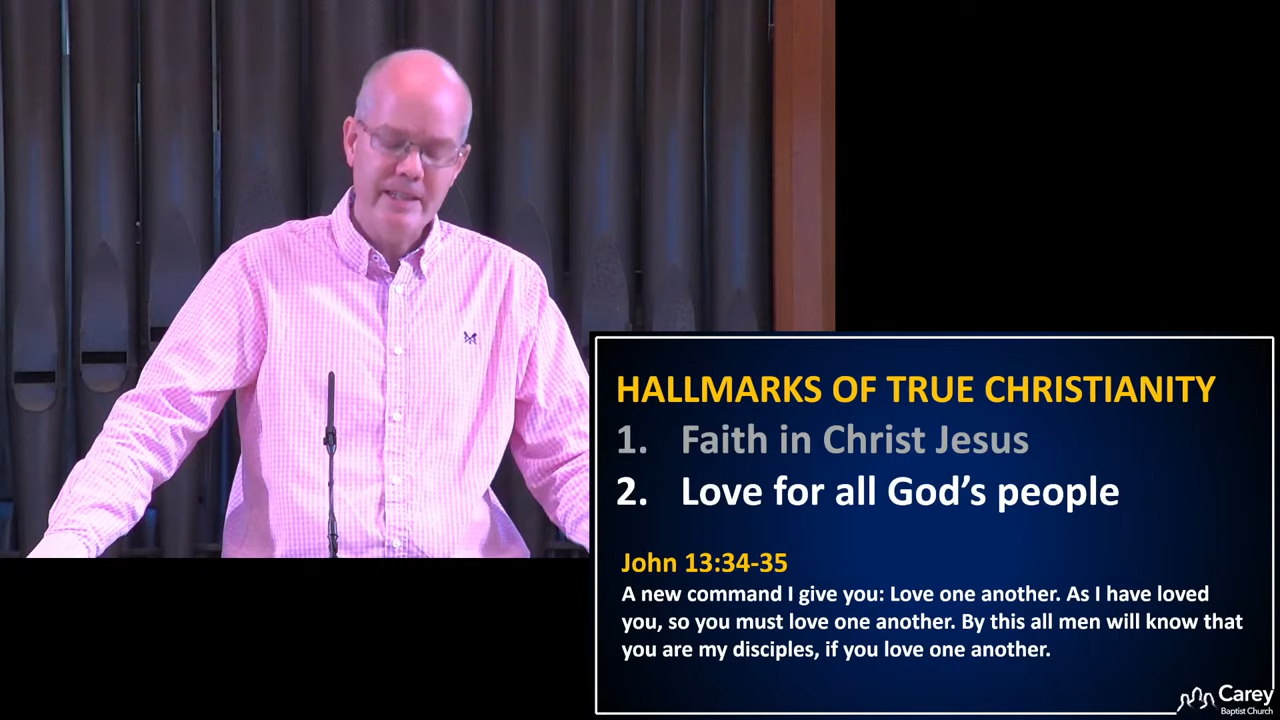 HALLMARKS OF TRUE CHRISTIANITY
1. Faith in Christ Jesus
2. Love for all God's people
John 13:34-35
A new command I give you: Love one another. As I have loved
you, so you must love one another. By this all men will know that
you are my disciples, if you love one another.
Carey
Baptist Church